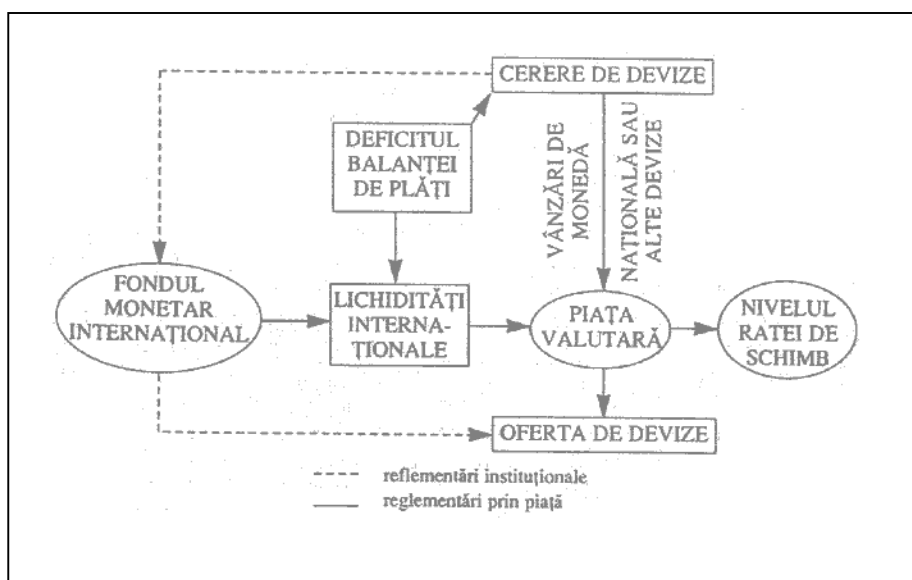 CERERE DE DEVIZE
DEFICITUL
BALANȚEI
DE PLĂȚI
VÂNZĂRI DE
MONEDĂ
NAȚIONALĂ SAU
ALTE DEVIZE
FONDUL
MONETAR
INTERNAȚIONAL
LICHIDITĂȚI
INTERNA-
ȚIONALE
PIAȚA
VALUTARĂ
NIVELUL
RATEI DE
SCHIMB
OFERTA DE DEVIZE
reflementări instituționale
reglementări prin piață